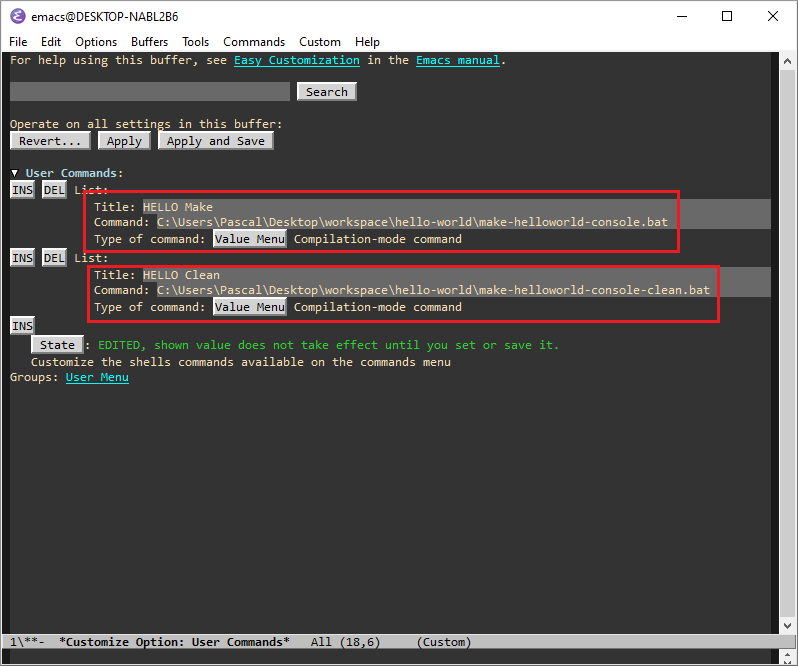 emacs@DESKTOP-NABL2B6
File Edit Options Buffers Tools Commands Custom Help
For help using this buffer, see Easy Customization in the Emacs manual.
Search
Operate on all settings in this buffer:
Revert... Apply Apply and Save
▼ User Commands:
INS DEL List:
Title: HELLO Make
Command: C:\Users\Pascal\Desktop\workspace\hello-world\make-helloworld-console.bat
Type of command: Value Menu Compilation-mode command
INS DEL List:
Title: HELLO Clean
Command: C:\Users\Pascal\Desktop\workspace\hello-world\make-helloworld-console-clean.bat
Type of command: Value Menu Compilation-mode command
INS
State : EDITED, shown value does not take effect until you set or save it.
Customize the shells commands available on the commands menu
Groups: User Menu
1\**- *Customize Option: User Commands* All (18,6) (Custom)